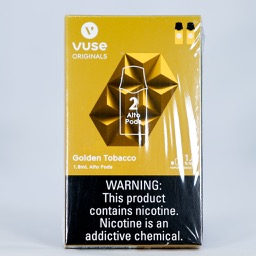 vuse
ORIGINALS
2
Alto
Pods
Golden Tobacco
1.8mL Alto Pods
WARNING:
This product
contains nicotine.
Nicotine is an
addictive chemical.